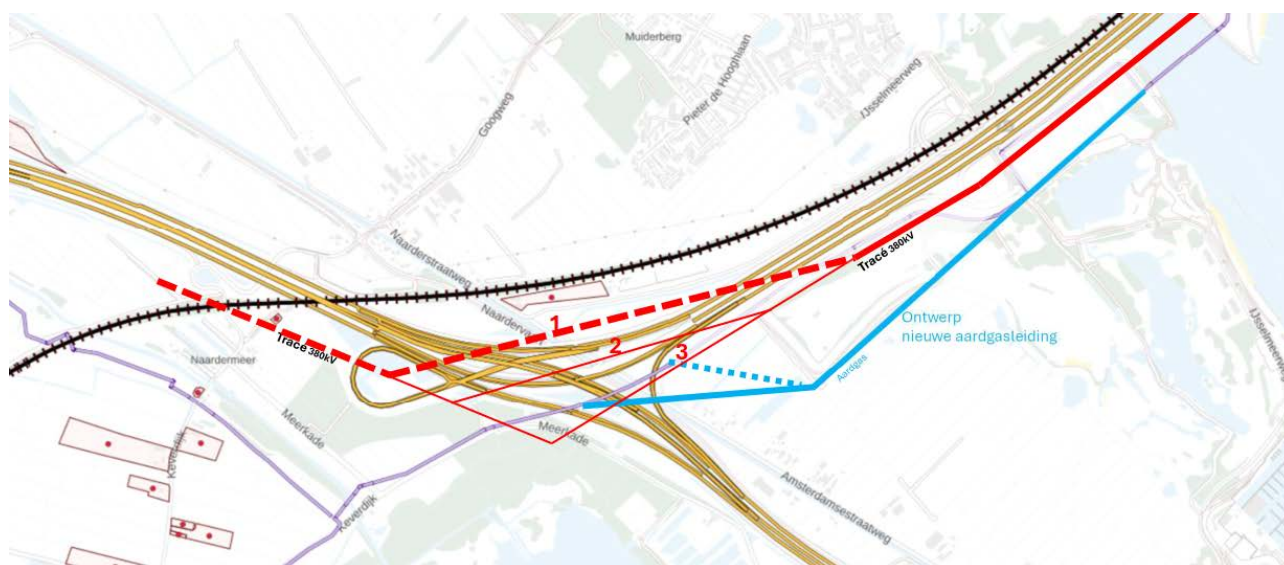 Muiderberg
Pieter de Hooghlaan
Googweg
IJsselmeerweg
Naarderstraatweg
Tracé 380kV
1
Naardervaart
2
Tracé 380kV
3
Ontwerp
nieuwe aardgasleiding
Aardgas
Naardermeer
Meerkade
Meerkade
Keverdijk
Keverdijk
Amsterdamsestraatweg
IJsselmeerweg